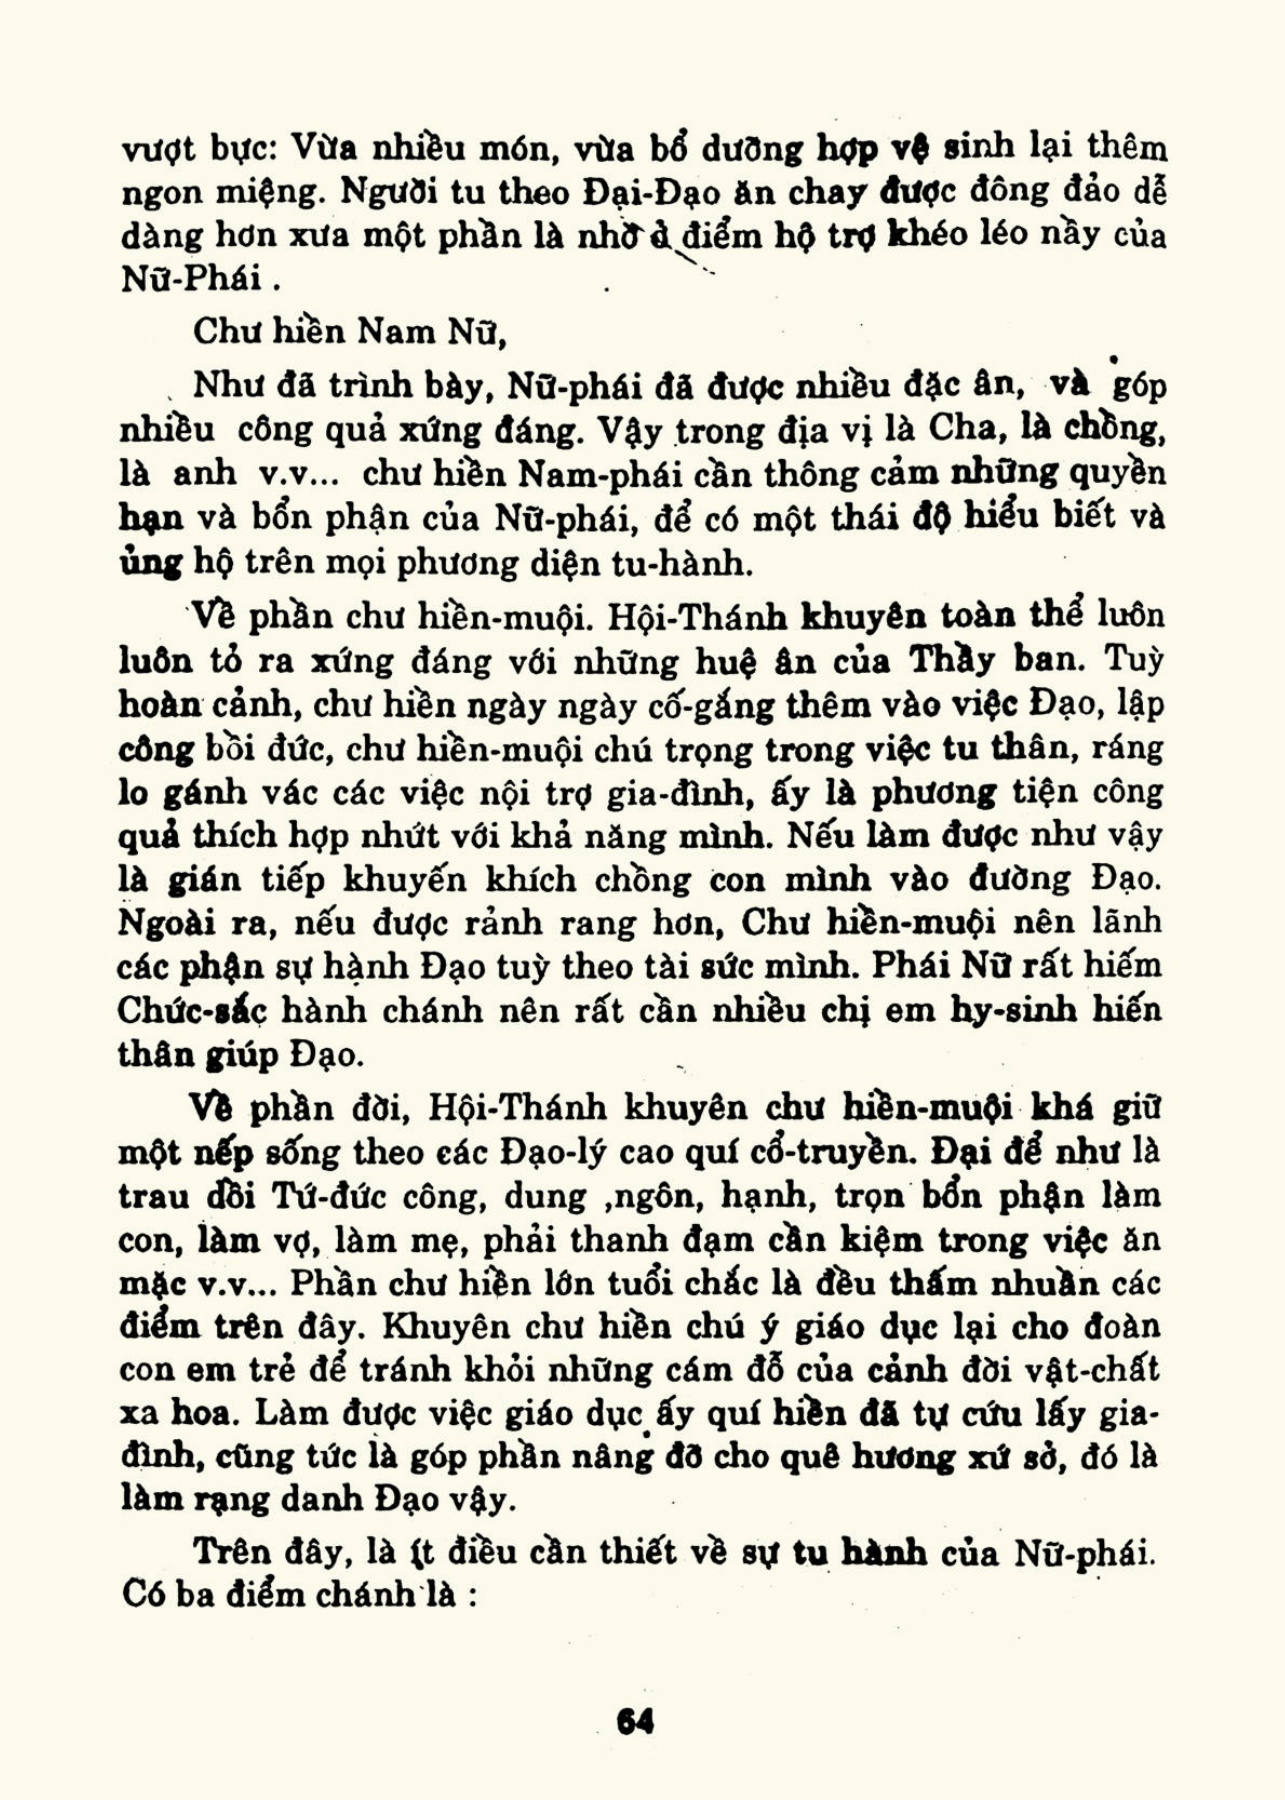 vượt bực: Vừa nhiều món, vừa bổ dưỡng hợp vệ sinh lại thêm
ngon miệng. Người tu theo Đại-Đạo ăn chay được đông đảo dễ
dàng hơn xưa một phần là nhờ ở điểm hộ trợ khéo léo nầy của
Nữ-Phái .
Chư hiền Nam Nữ,
Như đã trình bày, Nữ-phái đã được nhiều đặc ân, và góp
nhiều công quả xứng đáng. Vậy trong địa vị là Cha, là chồng,
là anh v.v... chư hiền Nam-phái cần thông cảm những quyền
hạn và bổn phận của Nữ-phái, để có một thái độ hiểu biết và
ủng hộ trên mọi phương diện tu-hành.
Về phần chư hiền-muội. Hội-Thánh khuyên toàn thể luôn
luôn tỏ ra xứng đáng với những huệ ân của Thầy ban. Tuỳ
hoàn cảnh, chư hiền ngày ngày cố-gắng thêm vào việc Đạo, lập
công bồi đức, chư hiền-muội chú trọng trong việc tu thân, ráng
lo gánh vác các việc nội trợ gia-đình, ấy là phương tiện công
quả thích hợp nhứt với khả năng mình. Nếu làm được như vậy
là gián tiếp khuyến khích chồng con mình vào đường Đạo.
Ngoài ra, nếu được rảnh rang hơn, Chư hiền-muội nên lãnh
các phận sự hành Đạo tuỳ theo tài sức mình. Phái Nữ rất hiếm
Chức-sắc hành chánh nên rất cần nhiều chị em hy-sinh hiến
thân giúp Đạo.
Về phần đời, Hội-Thánh khuyên chư hiền-muội khá giữ
một nếp sống theo các Đạo-lý cao quí cổ-truyền. Đại để như là
trau dồi Tứ-đức công, dung ,ngôn, hạnh, trọn bổn phận làm
con, làm vợ, làm mẹ, phải thanh đạm cần kiệm trong việc ăn
mặc v.v... Phần chư hiền lớn tuổi chắc là đều thấm nhuần các
điểm trên đây. Khuyên chư hiền chú ý giáo dục lại cho đoàn
con em trẻ để tránh khỏi những cám đỗ của cảnh đời vật-chất
xa hoa. Làm được việc giáo dục ấy quí hiền đã tự cứu lấy gia-
đình, cũng tức là góp phần nâng đỡ cho quê hương xứ sở, đó là
làm rạng danh Đạo vậy.
Trên đây, là ít điều cần thiết về sự tu hành của Nữ-phái.
Có ba điểm chánh là :
64